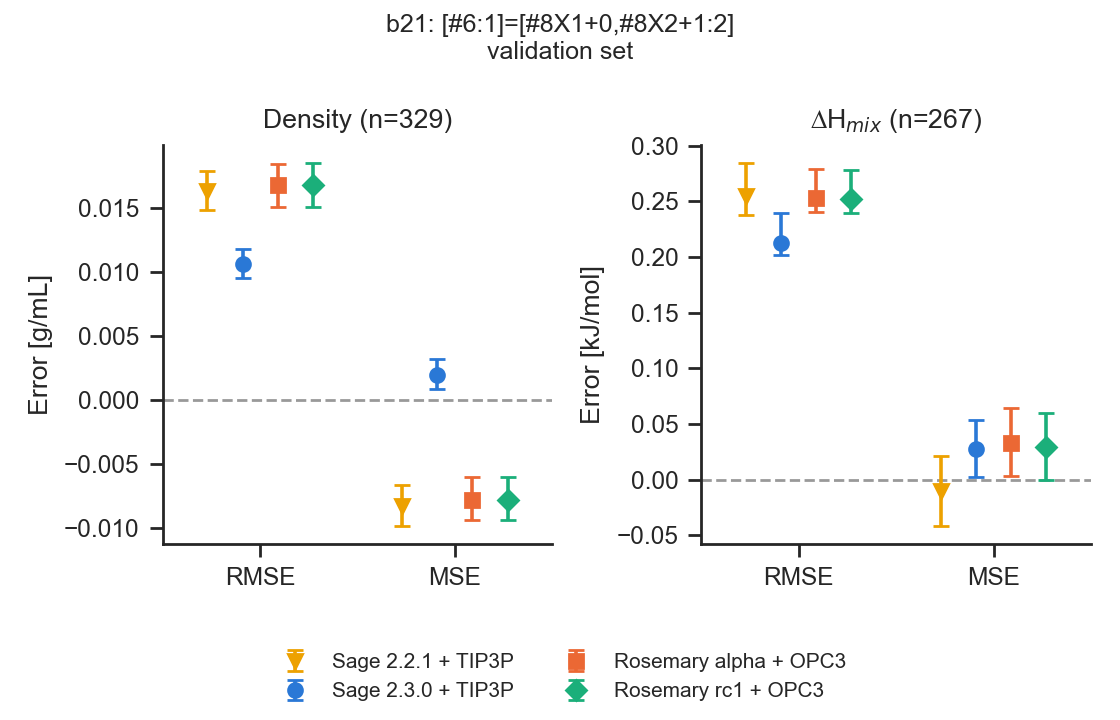 b21: [#6:1]=[#8X1+0,#8X2+1:2]
validation set
Density (n=329)
Error [g/mL]
0.015
0.010
0.005
0.000
−0.005
−0.010
RMSE
MSE
ΔHmix (n=267)
Error [kJ/mol]
0.30
0.25
0.20
0.15
0.10
0.05
0.00
−0.05
RMSE
MSE
Sage 2.2.1 + TIP3P
Sage 2.3.0 + TIP3P
Rosemary alpha + OPC3
Rosemary rc1 + OPC3